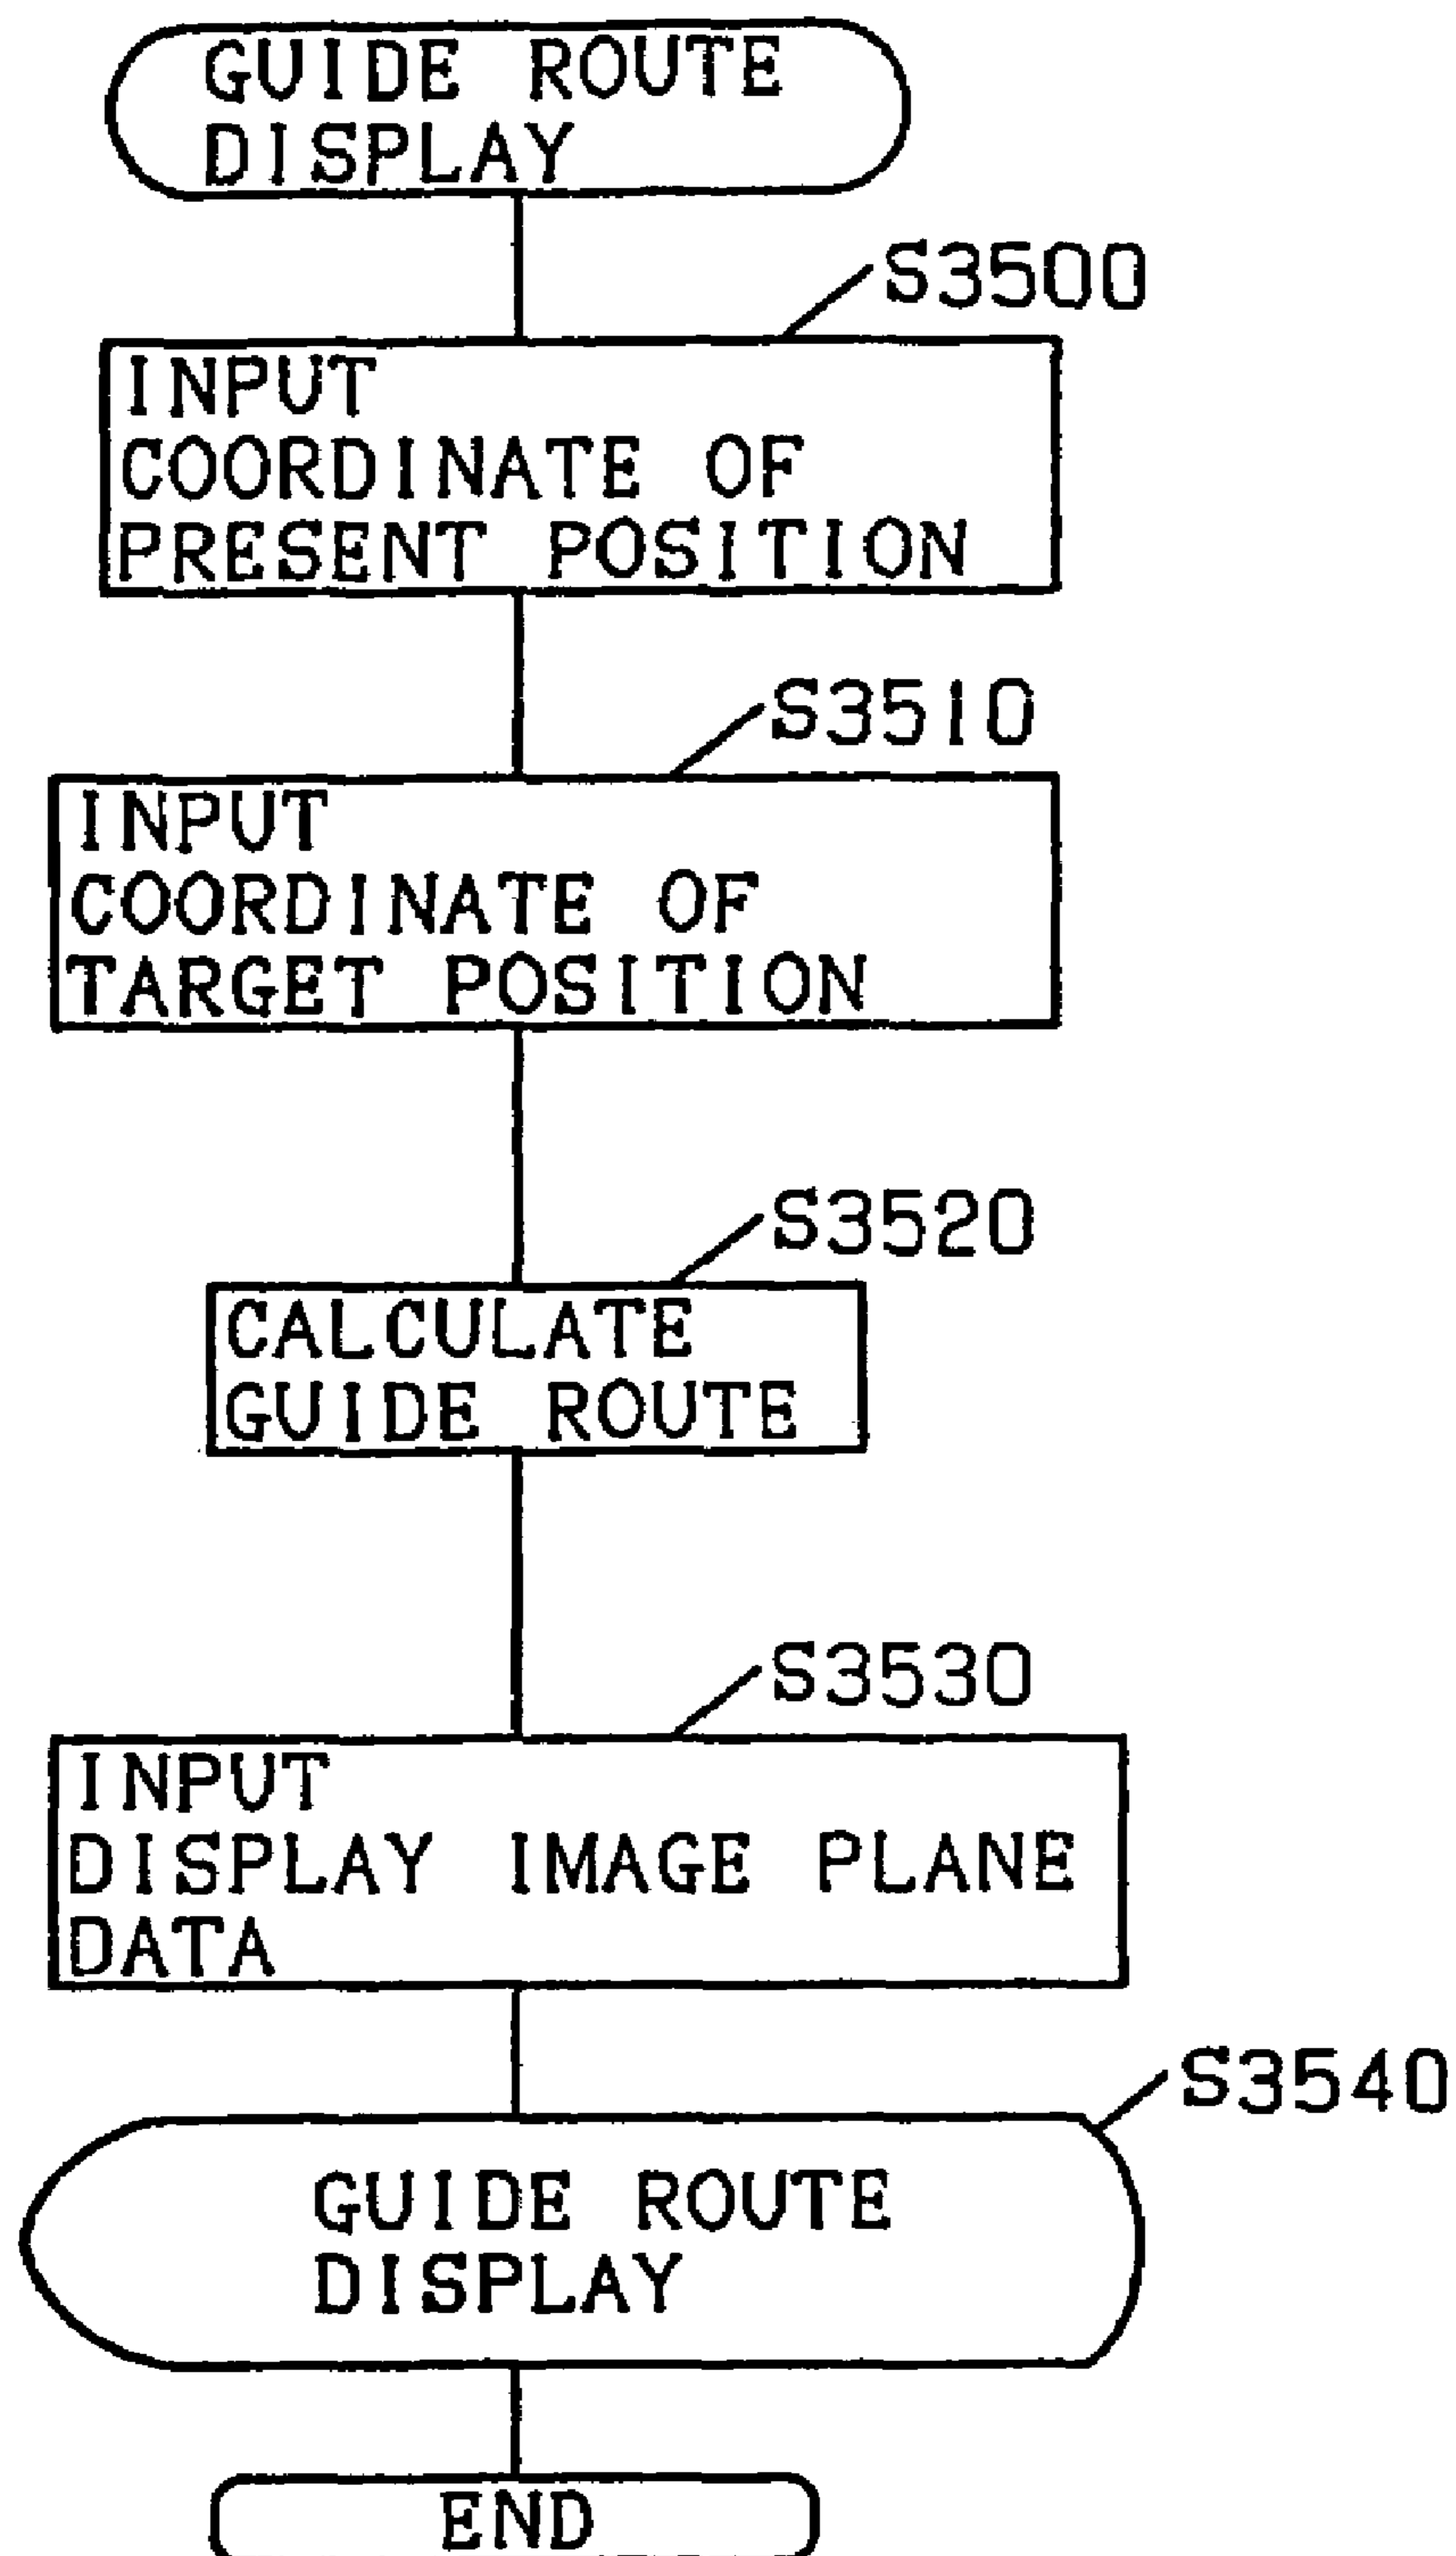 GUIDE ROUTE
DISPLAY
S3500
INPUT
COORDINATE OF
PRESENT POSITION
S3510
INPUT
COORDINATE OF
TARGET POSITION
S3520
CALCULATE
GUIDE ROUTE
S3530
INPUT
DISPLAY IMAGE PLANE
DATA
S3540
GUIDE ROUTE
DISPLAY
END